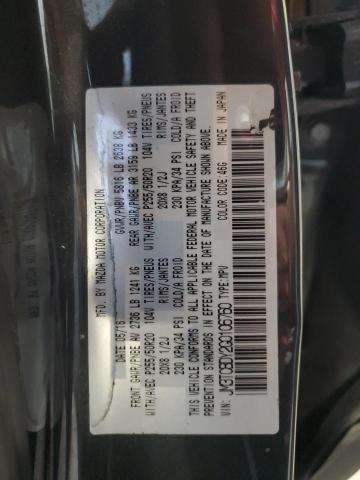 MFD. BY MAZDA MOTOR CORPORATION
DATE 05/16 GVWR/PNBV 5816 LB 2638 KG
FRONT GAWR/PNBE AV 2736 LB 1241 KG REAR GAWR/PNBE AR 3159 LB 1433 KG
WITH/AVEC P255/50R20 104V TIRES/PNEUS WITH/AVEC P255/50R20 104V TIRES/PNEUS
20X8 1/2J RIMS/JANTES 20X8 1/2J RIMS/JANTES
230 KPA/34 PSI COLD/A FROID 230 KPA/34 PSI COLD/A FROID
THIS VEHICLE CONFORMS TO ALL APPLICABLE FEDERAL MOTOR VEHICLE SAFETY AND THEFT
PREVENTION STANDARDS IN EFFECT ON THE DATE OF MANUFACTURE SHOWN ABOVE.
VIN: JM3TCBDY2G0106760 TYPE:MPV COLOR CODE:46G MADE IN JAPAN